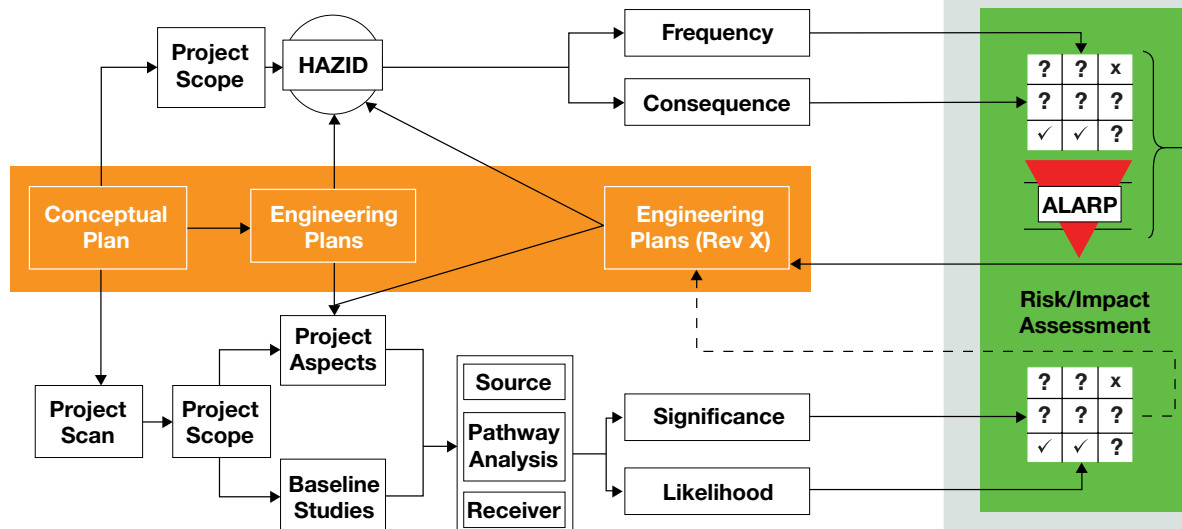 Project
Scope
HAZID
Frequency
Consequence
? ? x
? ? ?
✓ ✓ ?
ALARP
Conceptual
Plan
Engineering
Plans
Engineering
Plans (Rev X)
Risk/Impact
Assessment
Project
Scan
Project
Scope
Project
Aspects
Baseline
Studies
Source
Pathway
Analysis
Receiver
Significance
Likelihood
? ? x
? ? ?
✓ ✓ ?